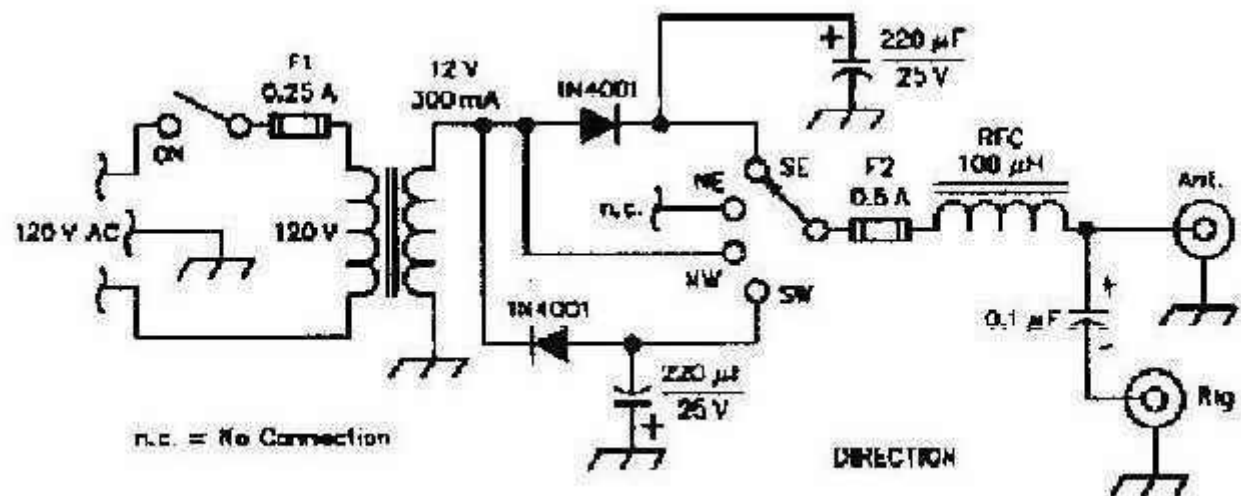 F1
0.25 A
ON
120 V AC
120 V
12 V
300 mA
1N4001
+
220 µF
25 V
NE
n.c.
NW
SE
SW
F2
0.5 A
RFC
100 µH
Ant.
1N4001
220 µF
25 V
+
0.1 µF
+
-
Rig
n.c. = No Connection
DIRECTION